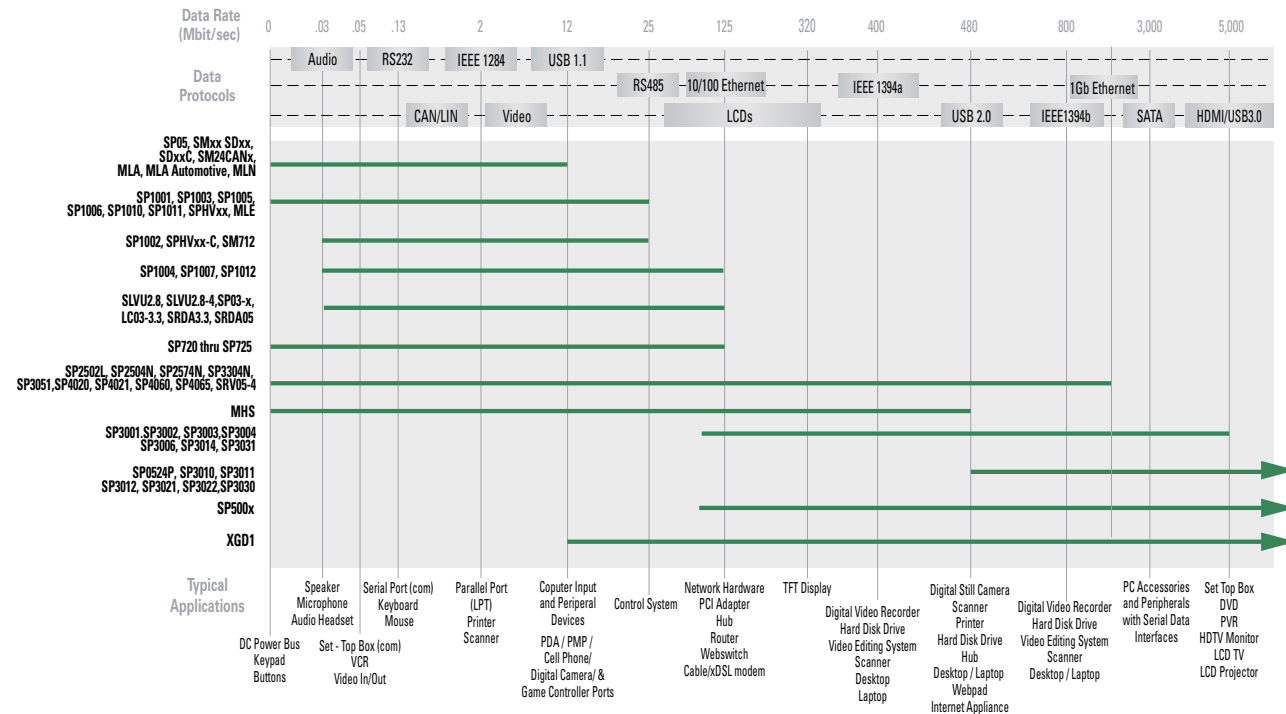 Data Rate
(Mbit/sec)
0 .03 .05 .13 2 12 25 125 320 400 480 800 3,000 5,000
Data
Protocols
Audio RS232 IEEE 1284 USB 1.1
RS485 10/100 Ethernet IEEE 1394a 1Gb Ethernet
CAN/LIN Video LCDs USB 2.0 IEEE1394b SATA HDMI/USB3.0
SP05, SMxx SDxx,
SDxxC, SM24CANx,
MLA, MLA Automotive, MLN
SP1001, SP1003, SP1005,
SP1006, SP1010, SP1011, SPHVxx, MLE
SP1002, SPHVxx-C, SM712
SP1004, SP1007, SP1012
SLVU2.8, SLVU2.8-4,SP03-x,
LC03-3.3, SRDA3.3, SRDA05
SP720 thru SP725
SP2502L, SP2504N, SP2574N, SP3304N,
SP3051,SP4020, SP4021, SP4060, SP4065, SRV05-4
MHS
SP3001.SP3002, SP3003,SP3004
SP3006, SP3014, SP3031
SP0524P, SP3010, SP3011
SP3012, SP3021, SP3022,SP3030
SP500x
XGD1
Typical
Applications
DC Power Bus
Keypad
Buttons
Speaker
Microphone
Audio Headset
Set - Top Box (com)
VCR
Video In/Out
Serial Port (com)
Keyboard
Mouse
Parallel Port
(LPT)
Printer
Scanner
Coputer Input
and Periperal
Devices
PDA / PMP /
Cell Phone/
Digital Camera/ &
Game Controller Ports
Control System
Network Hardware
PCI Adapter
Hub
Router
Webswitch
Cable/xDSL modem
TFT Display
Digital Video Recorder
Hard Disk Drive
Video Editing System
Scanner
Desktop
Laptop
Digital Still Camera
Scanner
Printer
Hard Disk Drive
Hub
Desktop / Laptop
Webpad
Internet Appliance
Digital Video Recorder
Hard Disk Drive
Video Editing System
Scanner
Desktop / Laptop
PC Accessories
and Peripherals
with Serial Data
Interfaces
Set Top Box
DVD
PVR
HDTV Monitor
LCD TV
LCD Projector